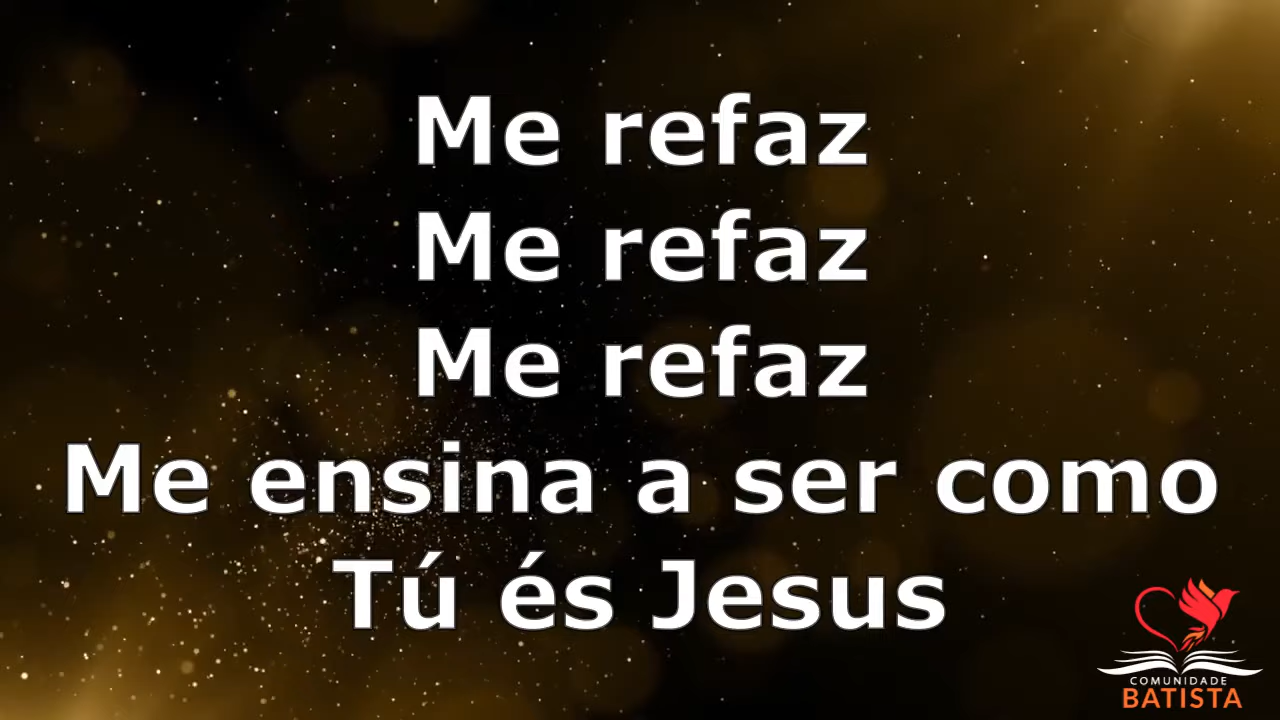 Me refaz
Me refaz
Me refaz
Me ensina a ser como
Tú és Jesus
COMUNIDADE
BATISTA